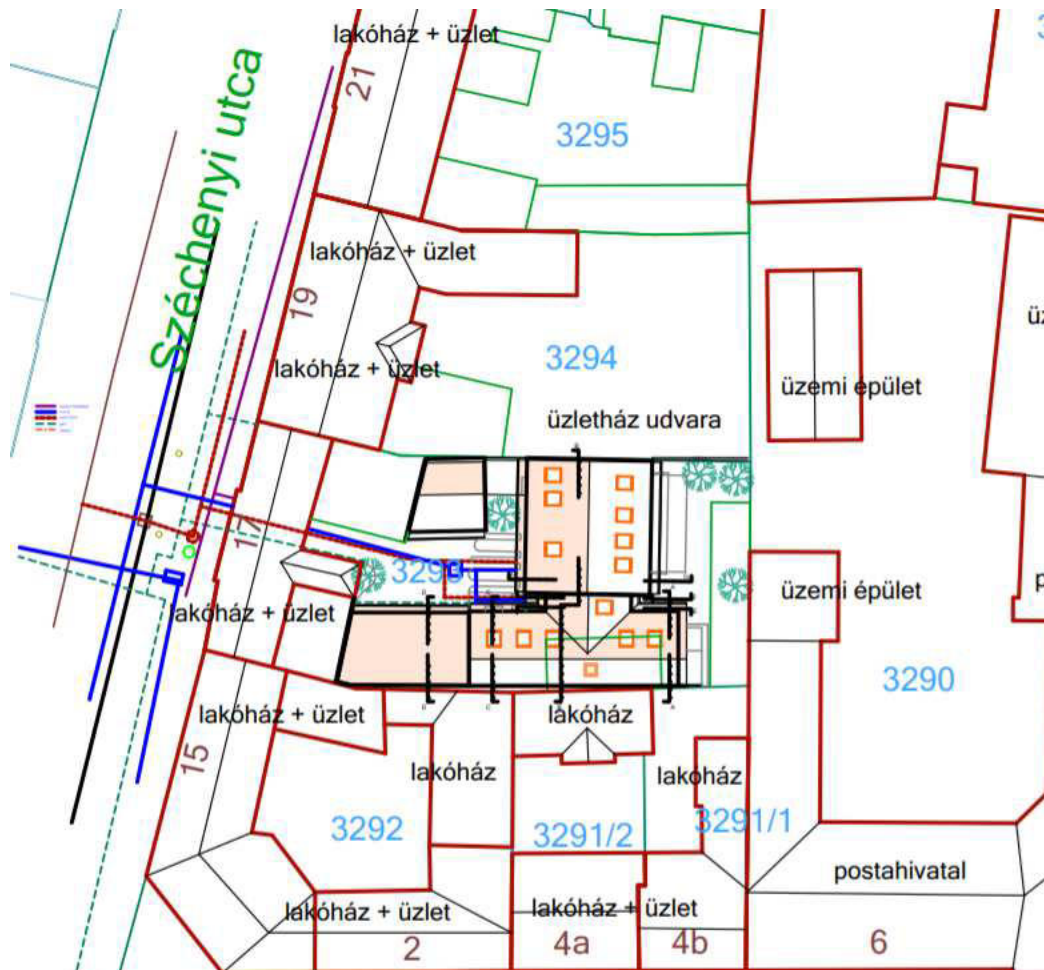 lakóház + üzlet
21
Széchenyi utca
3295
lakóház + üzlet
19
lakóház + üzlet
3294
üzemi épület
üzletház udvara
17
3293
üzemi épület
lakóház + üzlet
3290
lakóház + üzlet
lakóház
15
lakóház
lakóház
3292
3291/2
3291/1
postahivatal
lakóház + üzlet
lakóház + üzlet
2
4a
4b
6